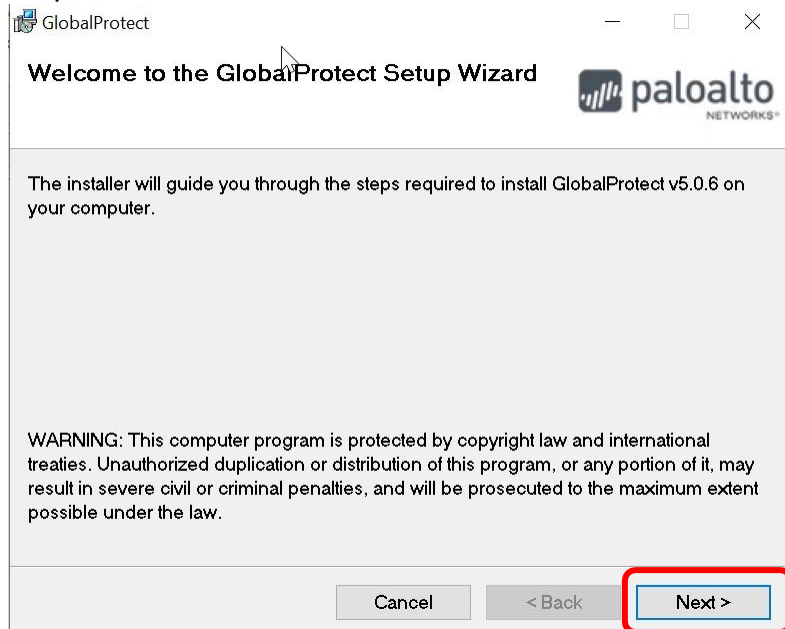 GlobalProtect
Welcome to the GlobalProtect Setup Wizard
paloalto
NETWORKS®
The installer will guide you through the steps required to install GlobalProtect v5.0.6 on
your computer.
WARNING: This computer program is protected by copyright law and international
treaties. Unauthorized duplication or distribution of this program, or any portion of it, may
result in severe civil or criminal penalties, and will be prosecuted to the maximum extent
possible under the law.
Cancel < Back Next >